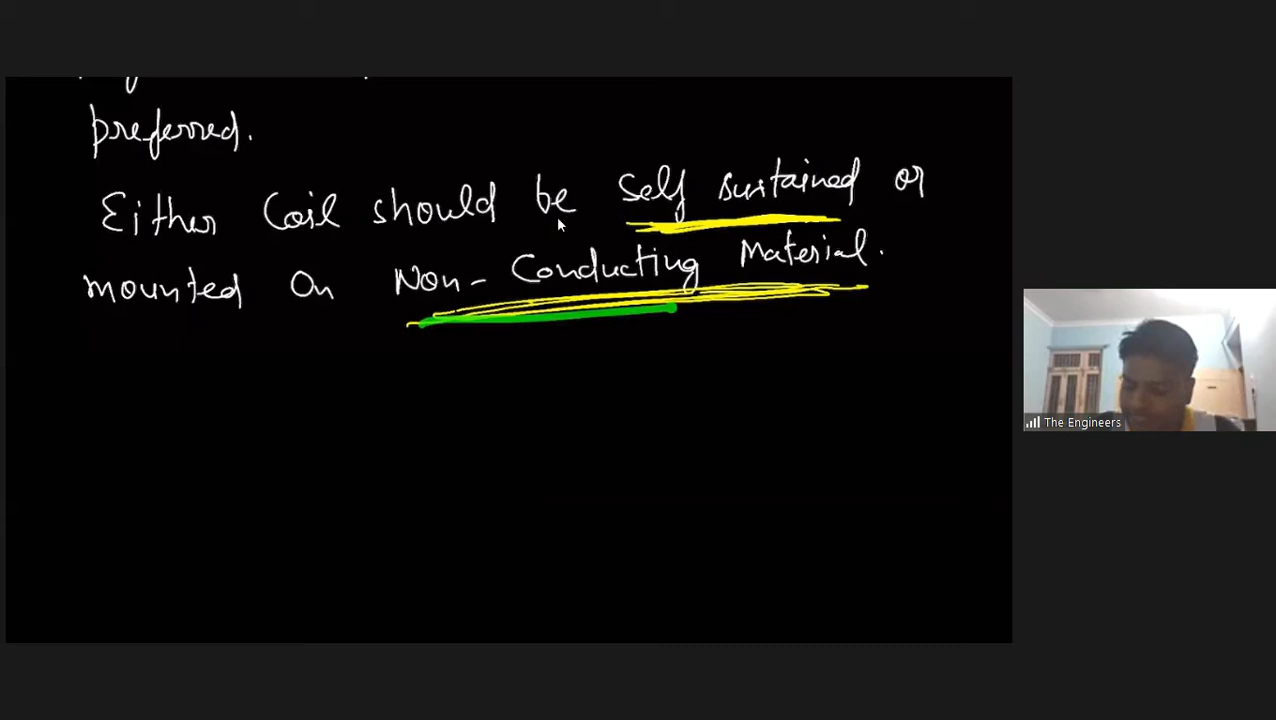 preferred.
Either Coil should be Self sustained or
mounted On Non-Conducting Material.
The Engineers